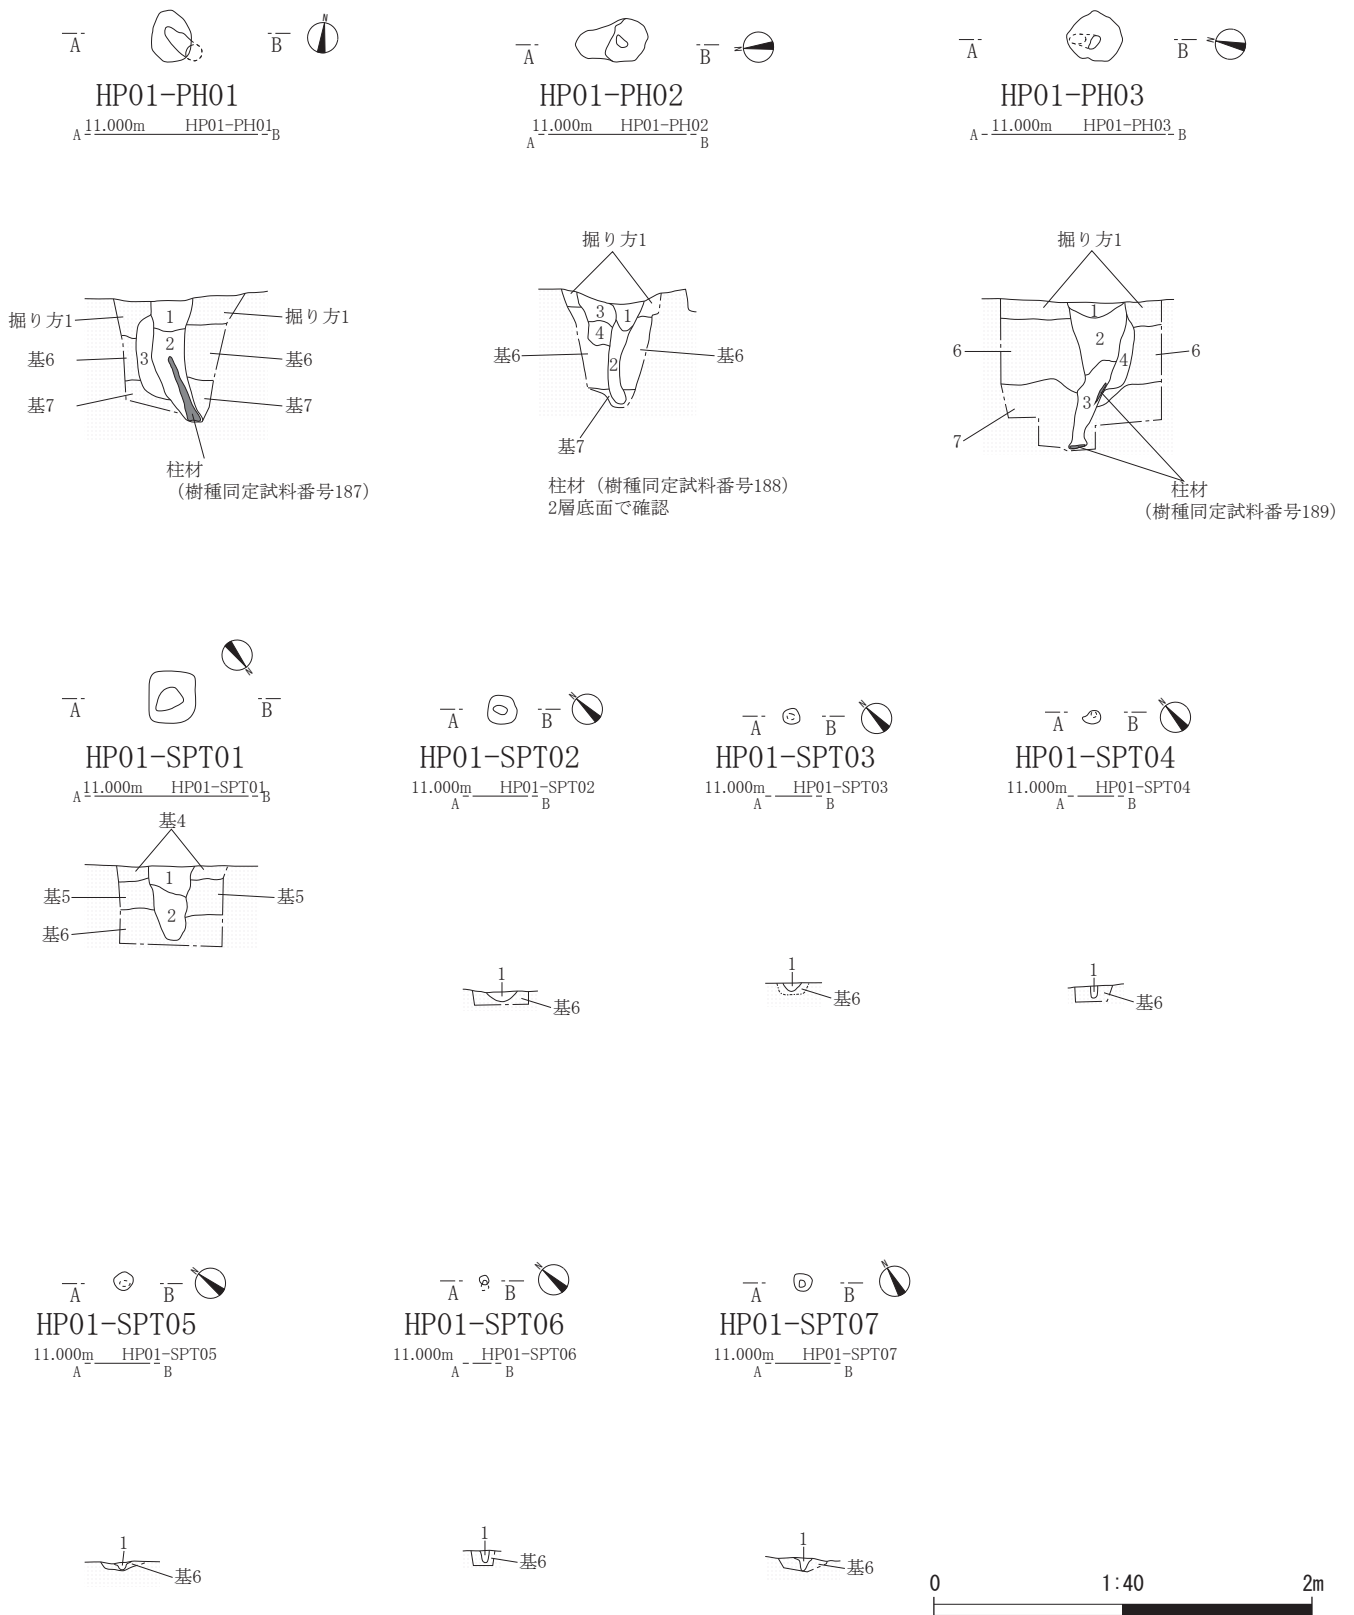 A B N
HP01-PH01
11.000m HP01-PH01
A B
掘り方1
掘り方1
1
2
3
基6
基6
基7
基7
柱材
（樹種同定試料番号187）
A B N
HP01-PH02
11.000m HP01-PH02
A B
掘り方1
3
1
4
2
基6
基6
基7
柱材（樹種同定試料番号188）
2層底面で確認
A B N
HP01-PH03
11.000m HP01-PH03
A B
掘り方1
1
2
4
3
6
6
7
柱材
（樹種同定試料番号189）
A B N
HP01-SPT01
11.000m HP01-SPT01
A B
基4
1
2
基5
基5
基6
A B N
HP01-SPT02
11.000m HP01-SPT02
A B
1
基6
A B N
HP01-SPT03
11.000m HP01-SPT03
A B
1
基6
A B N
HP01-SPT04
11.000m HP01-SPT04
A B
1
基6
A B N
HP01-SPT05
11.000m HP01-SPT05
A B
1
基6
A B N
HP01-SPT06
11.000m HP01-SPT06
A B
1
基6
A B N
HP01-SPT07
11.000m HP01-SPT07
A B
1
基6
0 1:40 2m